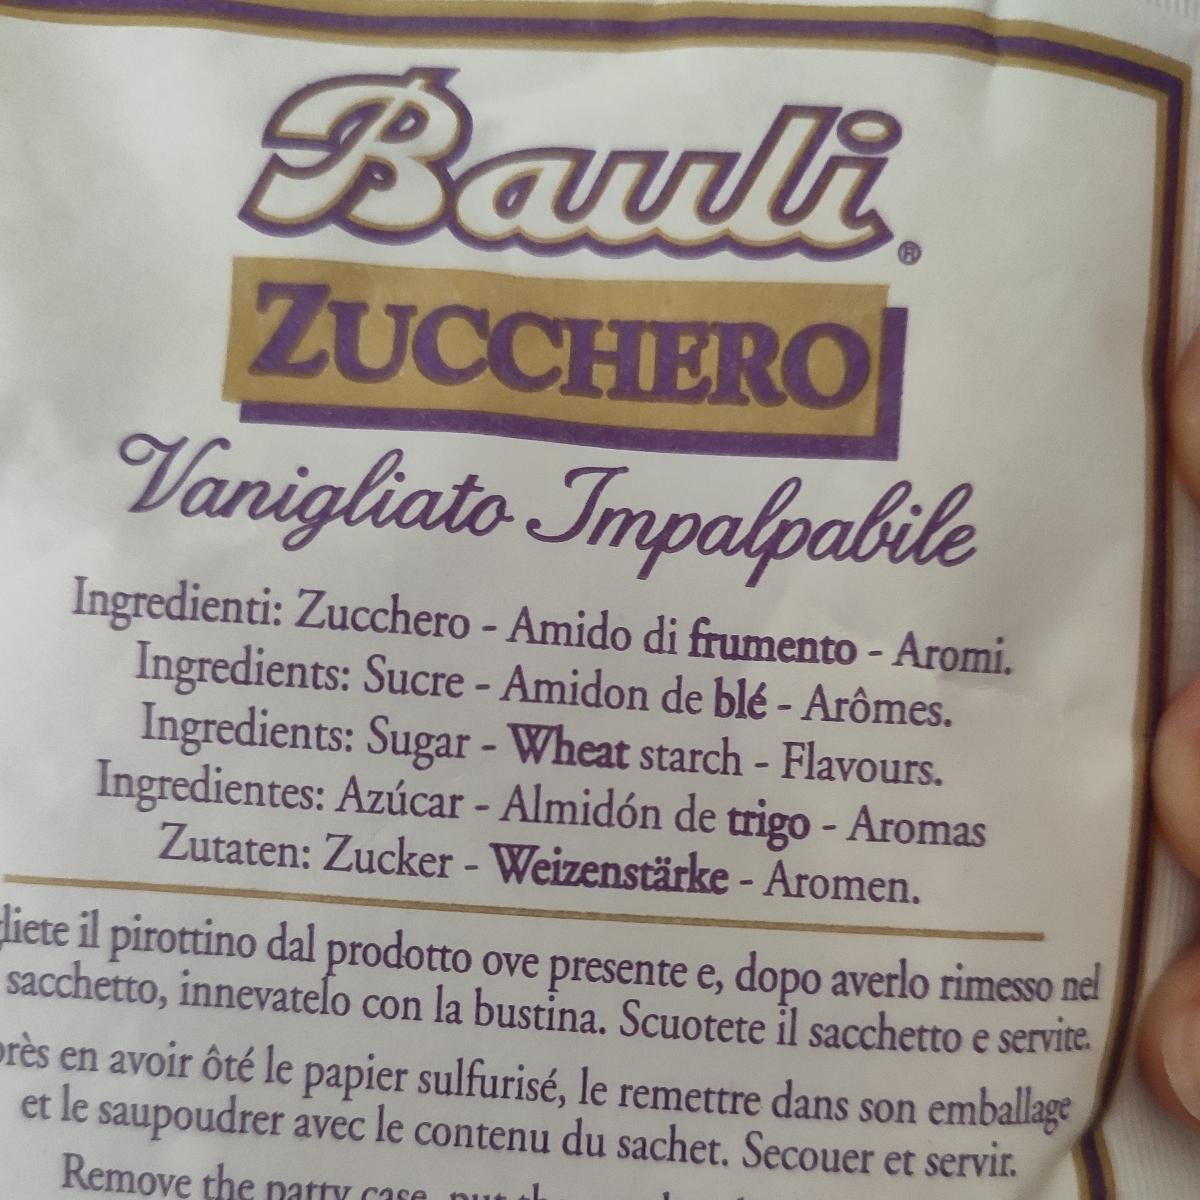 Bauli®
ZUCCHERO
Vanigliato Impalpabile
Ingredienti: Zucchero - Amido di frumento - Aromi.
Ingredients: Sucre - Amidon de blé - Arômes.
Ingredients: Sugar - Wheat starch - Flavours.
Ingredientes: Azúcar - Almidón de trigo - Aromas
Zutaten: Zucker - Weizenstärke - Aromen.
il pirottino dal prodotto ove presente e, dopo averlo rimesso nel
sacchetto, innevatelo con la bustina. Scuotete il sacchetto e servite.
en avoir ôté le papier sulfurisé, le remettre dans son emballage
et le saupoudrer avec le contenu du sachet. Secouer et servir.
Remove the patty case, put